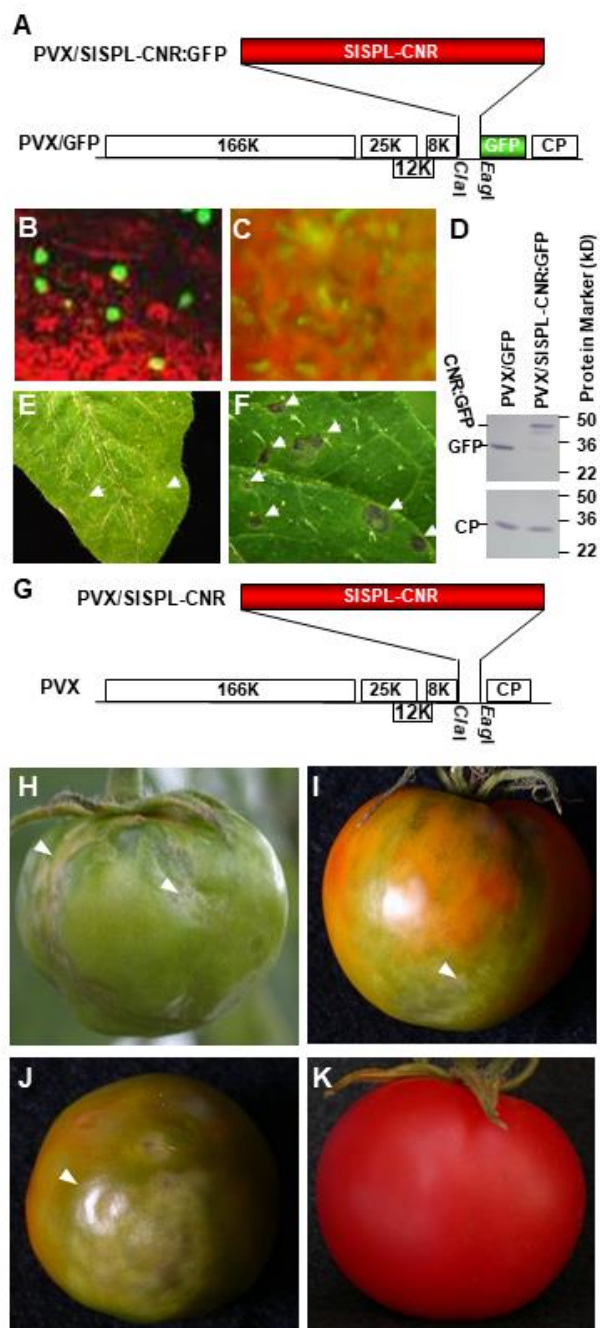 A
PVX/SlSPL-CNR:GFP
SlSPL-CNR
PVX/GFP
166K
25K
8K
12K
ClaI
EagI
GFP
CP
B
C
D
CNR:GFP
PVX/GFP
PVX/SlSPL-CNR:GFP
Protein Marker (kD)
50
GFP
36
22
50
CP
36
22
E
F
G
PVX/SlSPL-CNR
SlSPL-CNR
PVX
166K
25K
8K
12K
ClaI
EagI
CP
H
I
J
K